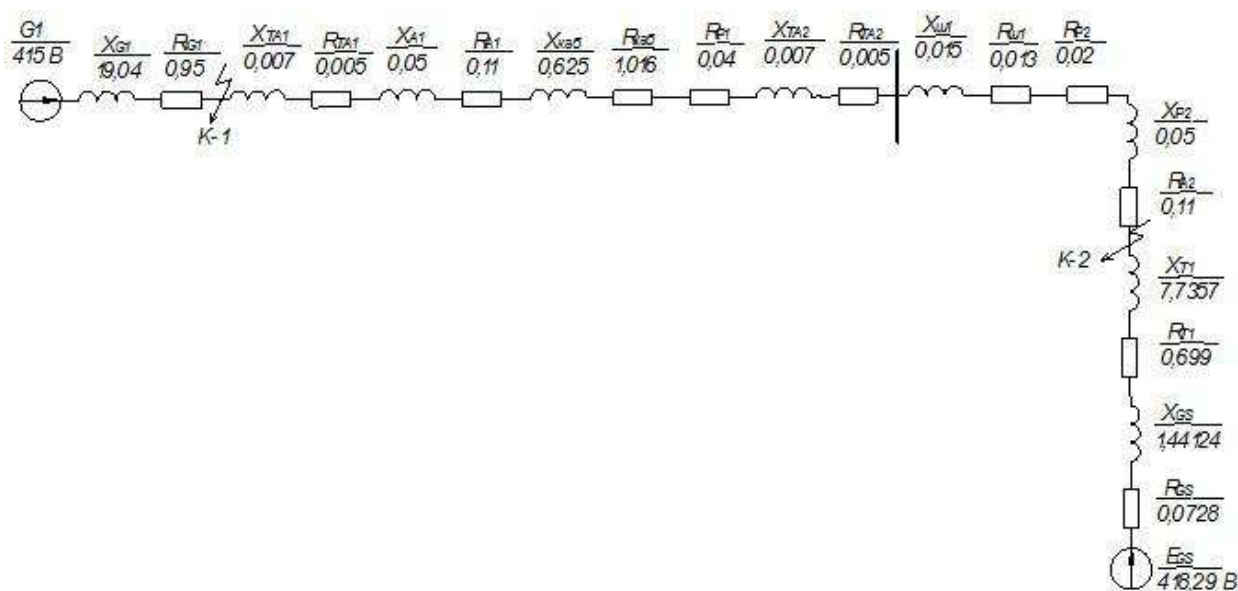 G1
415 В
XG1
19,04
RG1
0,95
XTA1
0,007
RTA1
0,005
XA1
0,05
RA1
0,11
Xкаб
0,625
Rкаб
1,016
RP1
0,04
XTA2
0,007
RTA2
0,005
Xш1
0,015
Rш1
0,013
RP2
0,02
K-1
XP2
0,05
RA2
0,11
K-2
XT1
7,7357
RT1
0,699
XGS
1,44124
RGS
0,0728
EGS
416,29 В